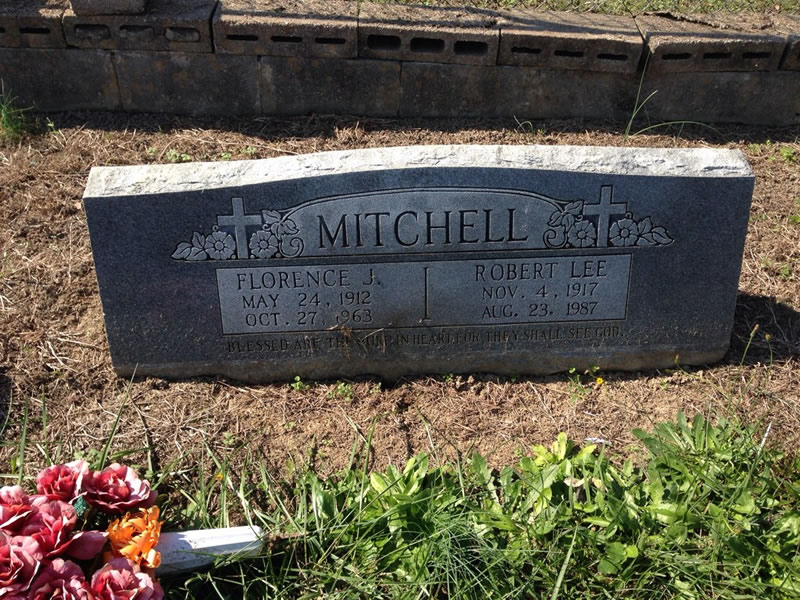 MITCHELL
FLORENCE J.
MAY 24, 1912
OCT. 27, 1963
ROBERT LEE
NOV. 4, 1917
AUG. 23, 1987
BLESSED ARE THE PURE IN HEART FOR THEY SHALL SEE GOD.